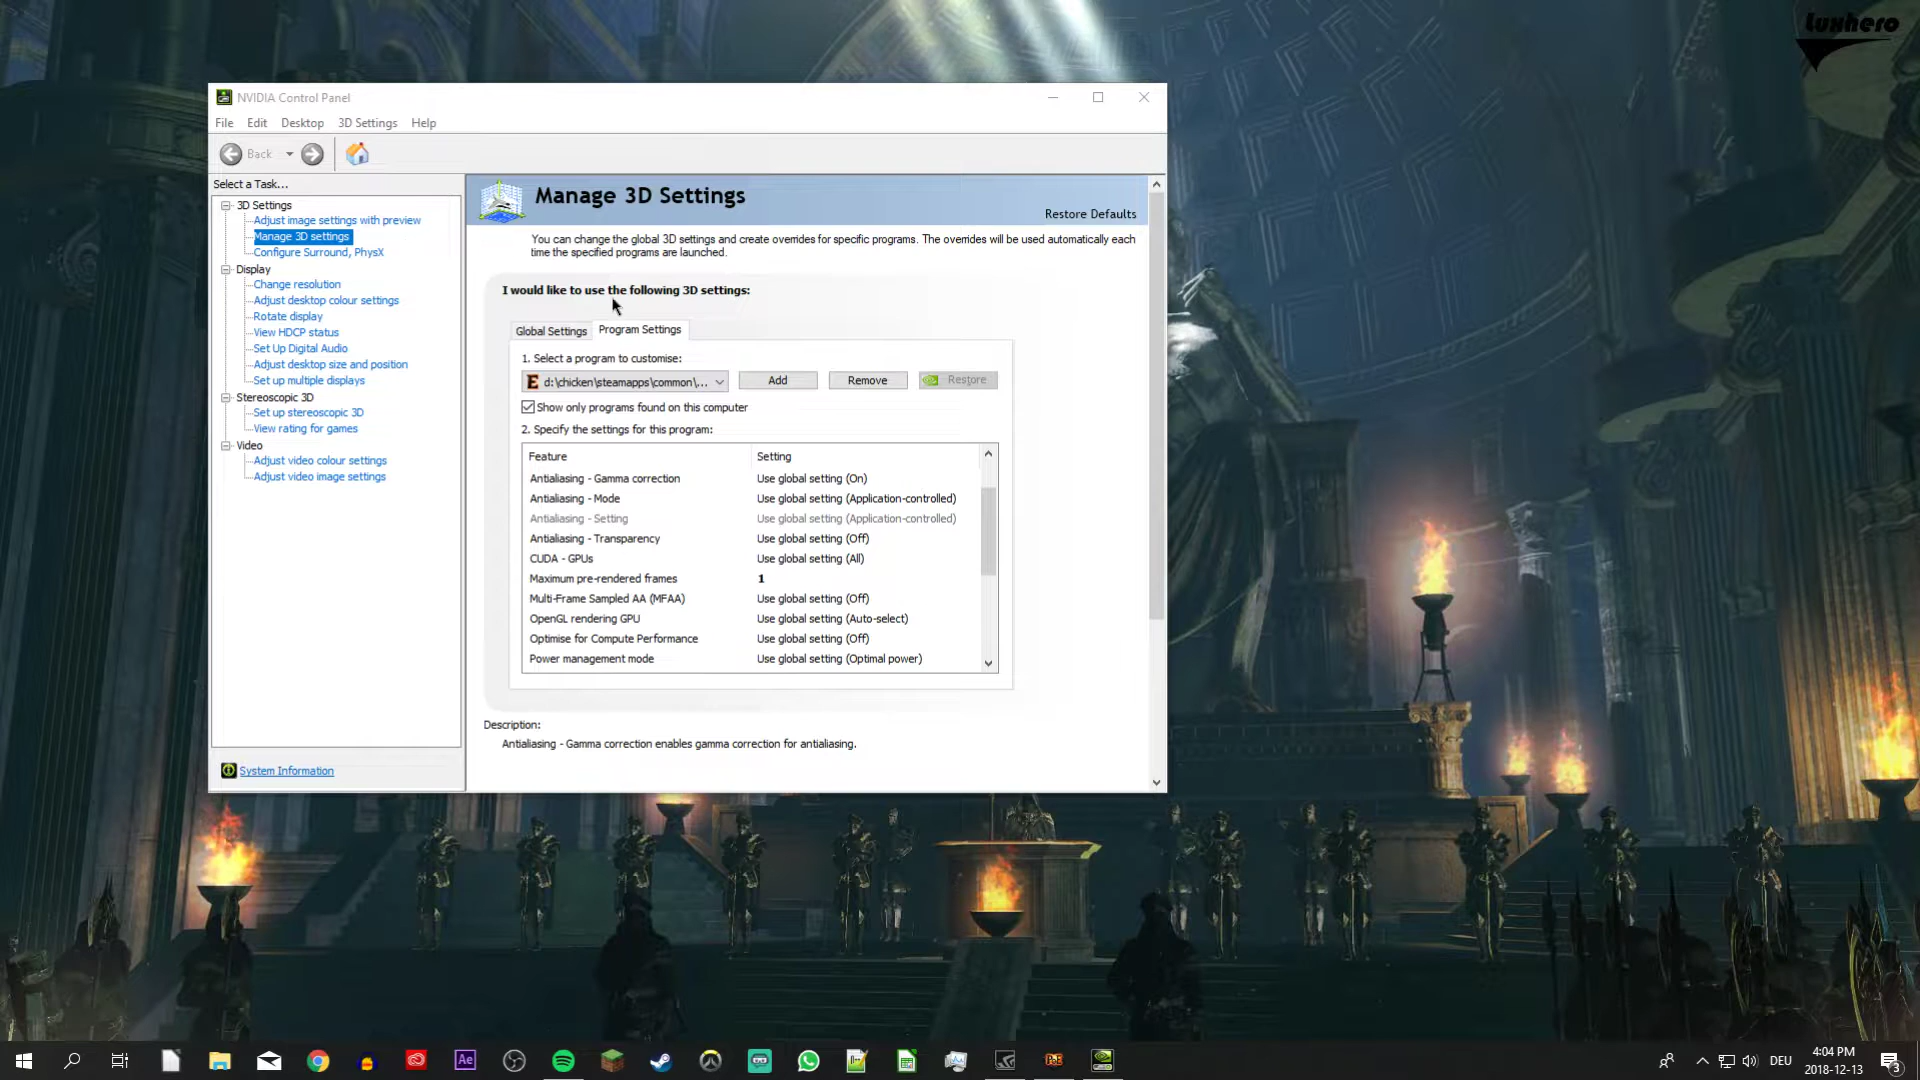 Luxhero
NVIDIA Control Panel
File Edit Desktop 3D Settings Help
Back
Select a Task...
3D Settings
Adjust image settings with preview
Manage 3D settings
Configure Surround, PhysX
Display
Change resolution
Adjust desktop colour settings
Rotate display
View HDCP status
Set Up Digital Audio
Adjust desktop size and position
Set up multiple displays
Stereoscopic 3D
Set up stereoscopic 3D
View rating for games
Video
Adjust video colour settings
Adjust video image settings
System Information
Manage 3D Settings
Restore Defaults
You can change the global 3D settings and create overrides for specific programs. The overrides will be used automatically each
time the specified programs are launched.
I would like to use the following 3D settings:
Global Settings Program Settings
1. Select a program to customise:
E d:\chicken\steamapps\common\... Add Remove Restore
Show only programs found on this computer
2. Specify the settings for this program:
Feature Setting
Antialiasing - Gamma correction Use global setting (On)
Antialiasing - Mode Use global setting (Application-controlled)
Antialiasing - Setting Use global setting (Application-controlled)
Antialiasing - Transparency Use global setting (Off)
CUDA - GPUs Use global setting (All)
Maximum pre-rendered frames 1
Multi-Frame Sampled AA (MFAA) Use global setting (Off)
OpenGL rendering GPU Use global setting (Auto-select)
Optimise for Compute Performance Use global setting (Off)
Power management mode Use global setting (Optimal power)
Description:
Antialiasing - Gamma correction enables gamma correction for antialiasing.
Ae
PoE
DEU
4:04 PM
2018-12-13
3